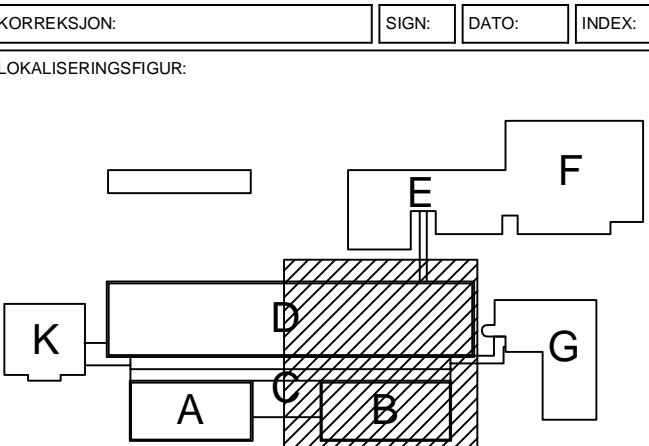 KORREKSJON: SIGN: DATO: INDEX:
LOKALISERINGSFIGUR:
F
E
D
K
G
C
A
B